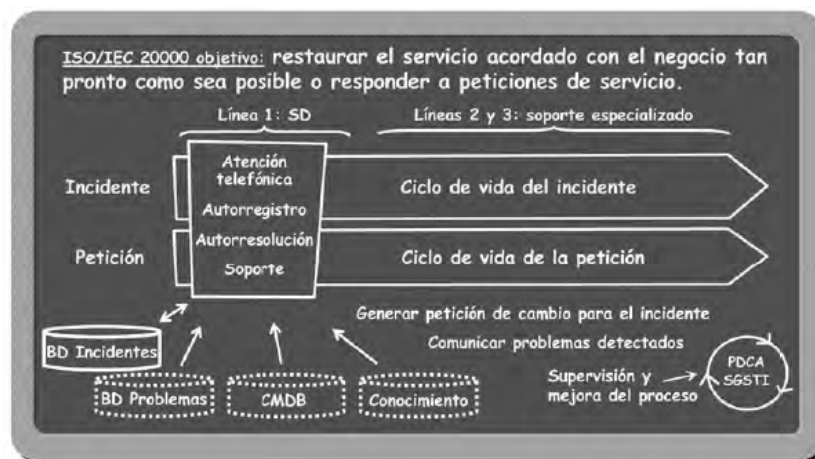 ISO/IEC 20000 objetivo: restaurar el servicio acordado con el negocio tan
pronto como sea posible o responder a peticiones de servicio.
Línea 1: SD
Líneas 2 y 3: soporte especializado
Atención
telefónica
Incidente
Ciclo de vida del incidente
Autorregistro
Autorresolución
Petición
Ciclo de vida de la petición
Soporte
Generar petición de cambio para el incidente
BD Incidentes
Comunicar problemas detectados
PDCA
SGSTI
Supervisión y
mejora del proceso
BD Problemas
CMDB
Conocimiento